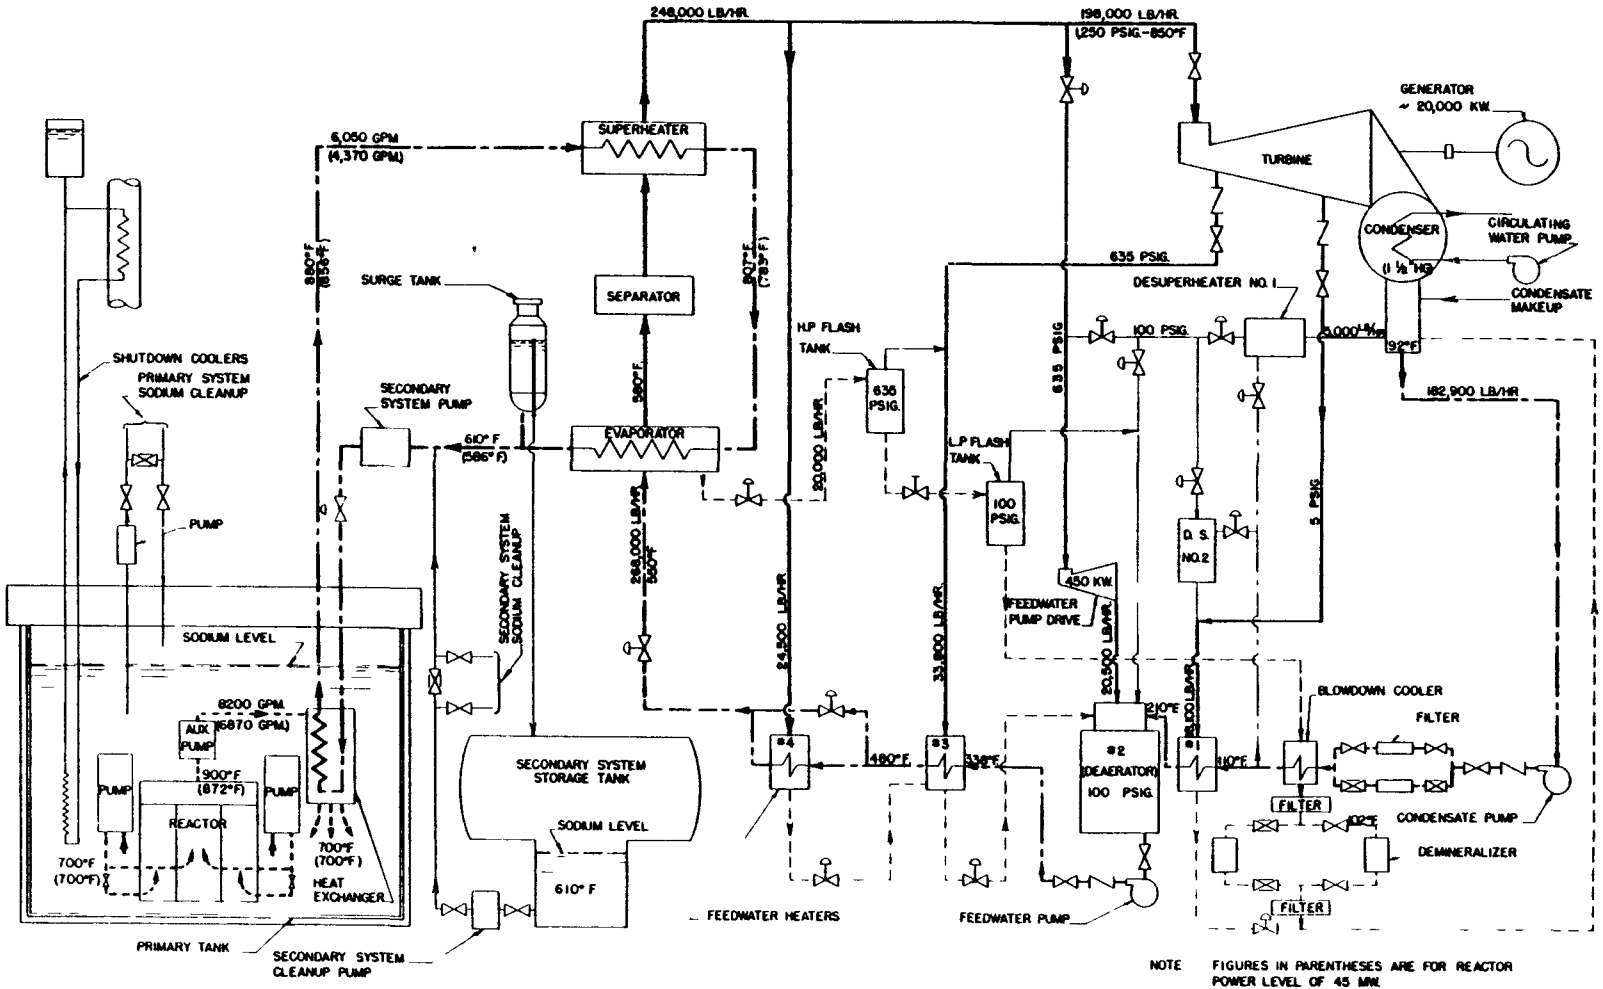 248,000 LB/HR.
198,000 LB/HR.
1,250 PSIG.-850°F
GENERATOR
~ 20,000 KW.
6,050 GPM
(4,370 GPM)
SUPERHEATER
TURBINE
880°F
(856°F)
807°F
(783°F)
CONDENSER
(1 ½ "HG)
CIRCULATING
WATER PUMP
CONDENSATE
MAKEUP
635 PSIG.
DESUPERHEATER NO. 1
SURGE TANK
SEPARATOR
H.P FLASH
TANK
635 PSIG
100 PSIG.
5,000 LB/HR
92°F
SHUTDOWN COOLERS
PRIMARY SYSTEM
SODIUM CLEANUP
SECONDARY
SYSTEM PUMP
580°F.
635
PSIG.
182,900 LB/HR
610° F
(586°F)
EVAPORATOR
20,000 LB/HR
L.P FLASH
TANK
100
PSIG.
5 PSIG
PUMP
268,000 LB/HR
550°F
SECONDARY SYSTEM
SODIUM CLEANUP
D. S.
NO.2
450 KW.
FEEDWATER
PUMP DRIVE
24,500 LB/HR.
33,800 LB/HR.
20,500 LB/HR.
SODIUM LEVEL
8200 GPM.
(6870 GPM.)
AUX
PUMP
210°F
BLOWDOWN COOLER
FILTER
PUMP
900°F
(872°F)
PUMP
SECONDARY SYSTEM
STORAGE TANK
#4
480°F.
#3
#2
(DEAERATOR)
100 PSIG.
110°F
FILTER
REACTOR
700°F
(700°F)
700°F
(700°F)
HEAT
EXCHANGER
SODIUM LEVEL
610° F
102°F
CONDENSATE PUMP
DEMINERALIZER
FILTER
FEEDWATER HEATERS
FEEDWATER PUMP
PRIMARY TANK
SECONDARY SYSTEM
CLEANUP PUMP
NOTE FIGURES IN PARENTHESES ARE FOR REACTOR
POWER LEVEL OF 45 MW.